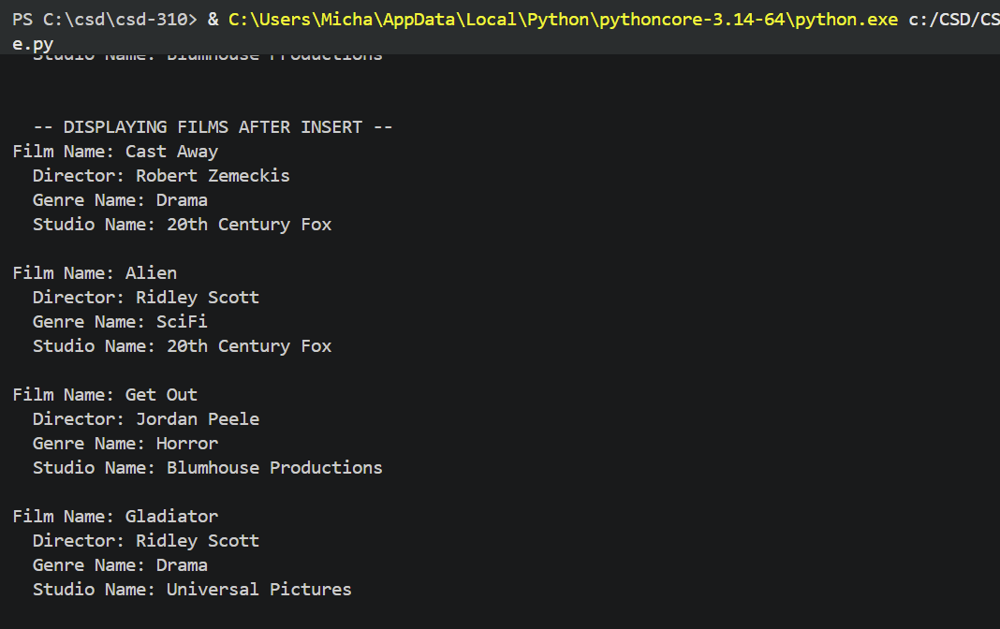 PS C:\csd\csd-310> & C:\Users\Micha\AppData\Local\Python\pythoncore-3.14-64\python.exe c:/CSD/CS
e.py
Studio Name: Blumhouse Productions
-- DISPLAYING FILMS AFTER INSERT --
Film Name: Cast Away
Director: Robert Zemeckis
Genre Name: Drama
Studio Name: 20th Century Fox
Film Name: Alien
Director: Ridley Scott
Genre Name: SciFi
Studio Name: 20th Century Fox
Film Name: Get Out
Director: Jordan Peele
Genre Name: Horror
Studio Name: Blumhouse Productions
Film Name: Gladiator
Director: Ridley Scott
Genre Name: Drama
Studio Name: Universal Pictures